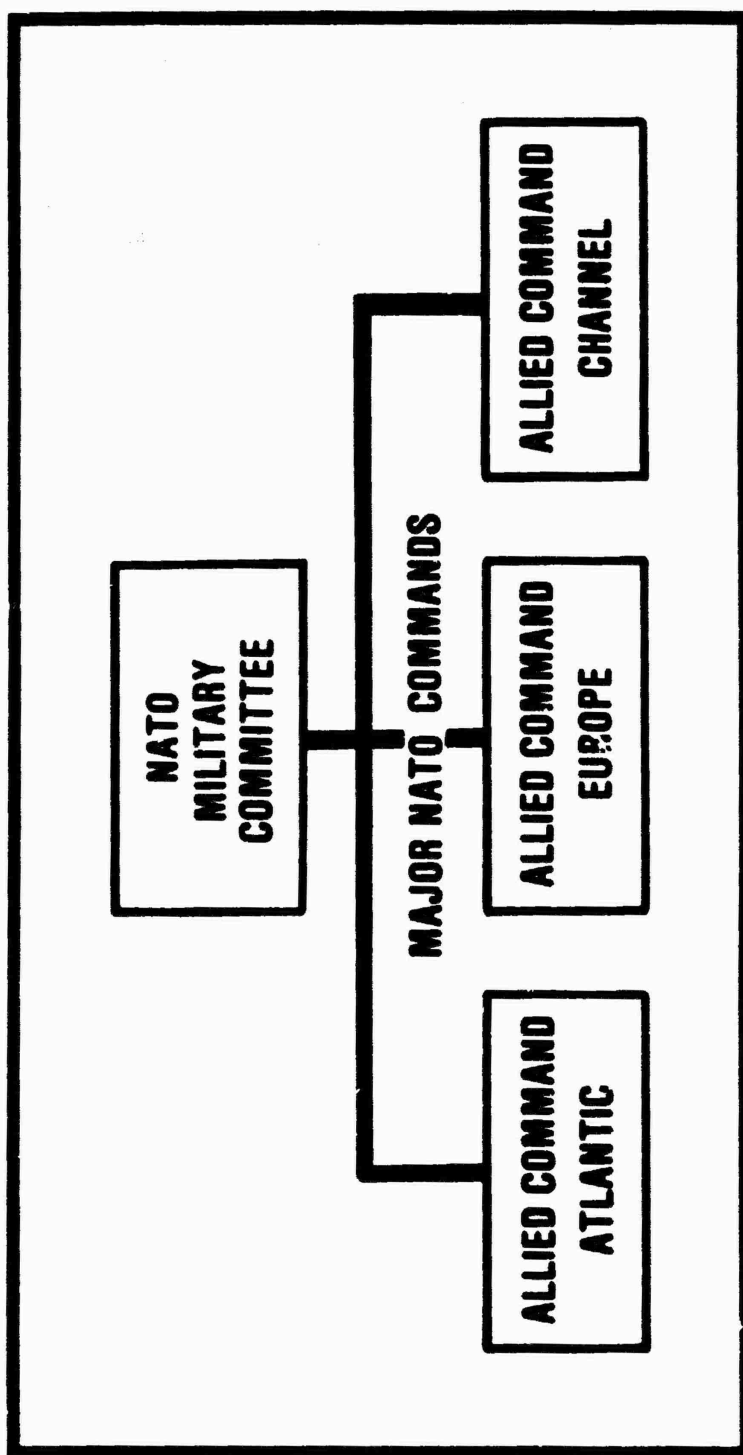 NATO
MILITARY
COMMITTEE
MAJOR NATO COMMANDS
ALLIED COMMAND
ATLANTIC
ALLIED COMMAND
EUROPE
ALLIED COMMAND
CHANNEL